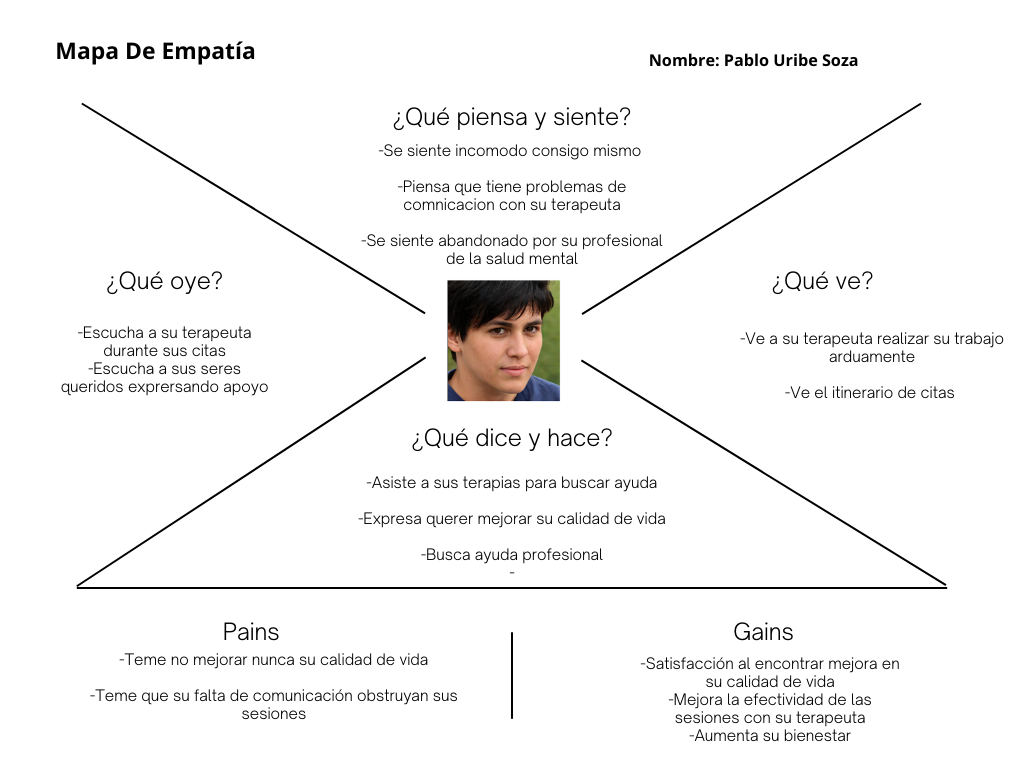 Mapa De Empatía
Nombre: Pablo Uribe Soza
¿Qué piensa y siente?
-Se siente incomodo consigo mismo
-Piensa que tiene problemas de
comnicacion con su terapeuta
-Se siente abandonado por su profesional
de la salud mental
¿Qué oye?
-Escucha a su terapeuta
durante sus citas
-Escucha a sus seres
queridos exprersando apoyo
¿Qué ve?
-Ve a su terapeuta realizar su trabajo
arduamente
-Ve el itinerario de citas
¿Qué dice y hace?
-Asiste a sus terapias para buscar ayuda
-Expresa querer mejorar su calidad de vida
-Busca ayuda profesional
-
Pains
-Teme no mejorar nunca su calidad de vida
-Teme que su falta de comunicación obstruyan sus
sesiones
Gains
-Satisfacción al encontrar mejora en
su calidad de vida
-Mejora la efectividad de las
sesiones con su terapeuta
-Aumenta su bienestar